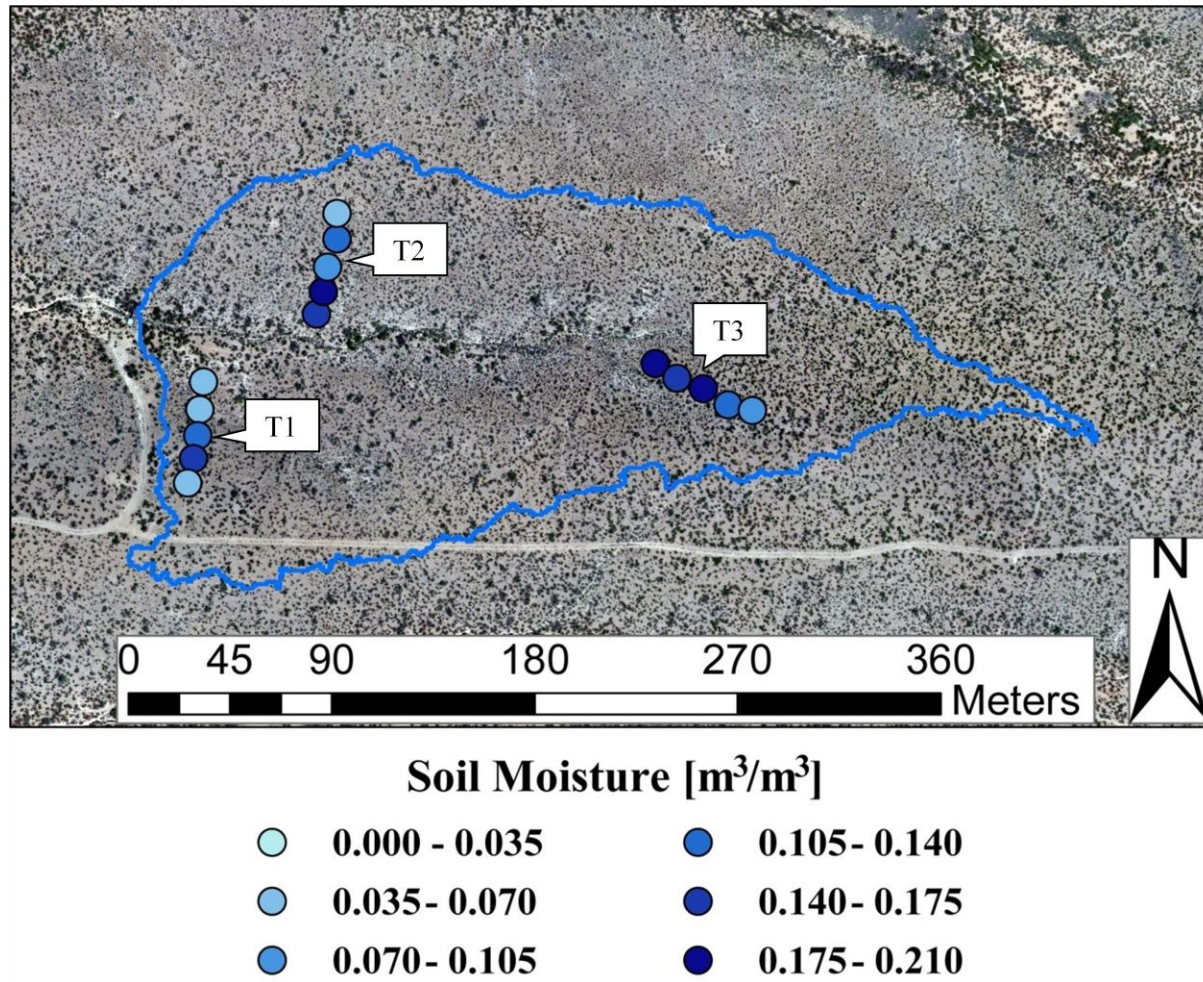 T2
T3
T1
N
0 45 90 180 270 360
Meters
Soil Moisture [m³/m³]
0.000 - 0.035
0.035 - 0.070
0.070 - 0.105
0.105 - 0.140
0.140 - 0.175
0.175 - 0.210